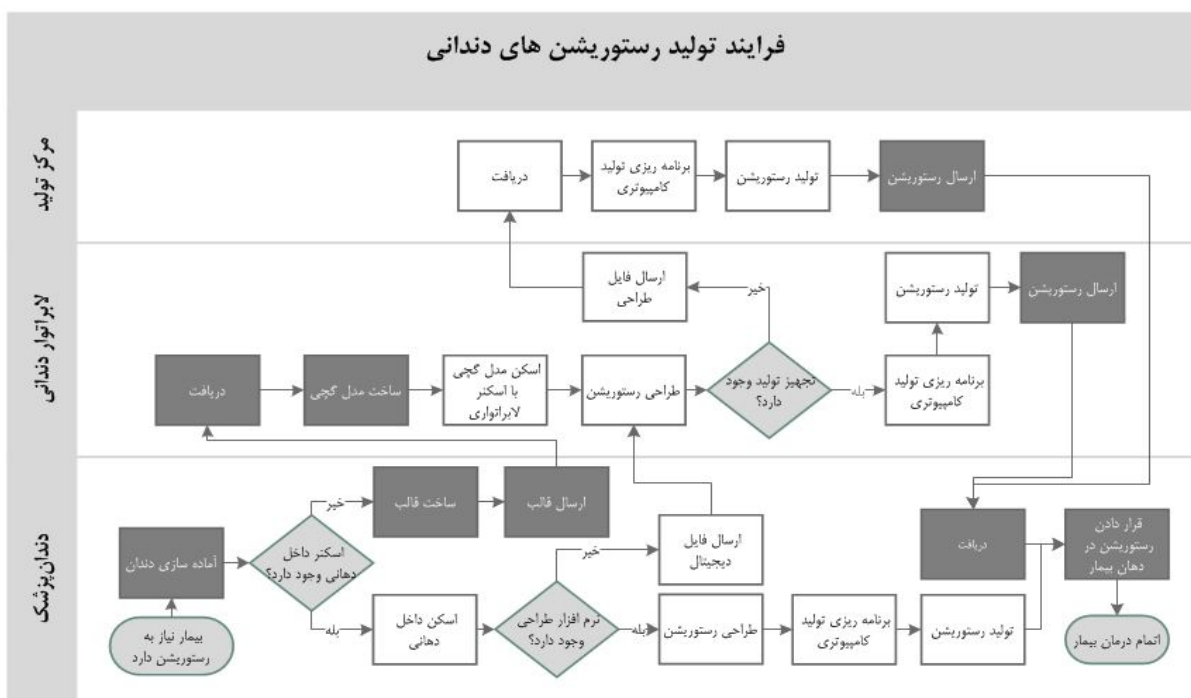 فرایند تولید رستوریشن های دندانی
مرکز تولید
دریافت
برنامه ریزی تولید
کامپیوتری
تولید رستوریشن
ارسال رستوریشن
لابراتوار دندانی
ارسال فایل
طراحی
خیر
تولید رستوریشن
ارسال رستوریشن
دریافت
ساخت مدل گچی
اسکن مدل گچی
با اسکنر
لابراتواری
طراحی رستوریشن
تجهیز تولید وجود
دارد؟
بله
برنامه ریزی تولید
کامپیوتری
دندان‌پزشک
آماده سازی دندان
بیمار نیاز به
رستوریشن دارد
اسکنر داخل
دهانی وجود دارد؟
خیر
ساخت قالب
ارسال قالب
بله
اسکن داخل
دهانی
نرم افزار طراحی
وجود دارد؟
خیر
ارسال فایل
دیجیتال
بله
طراحی رستوریشن
برنامه ریزی تولید
کامپیوتری
تولید رستوریشن
دریافت
قرار دادن
رستوریشن در
دهان بیمار
اتمام درمان بیمار